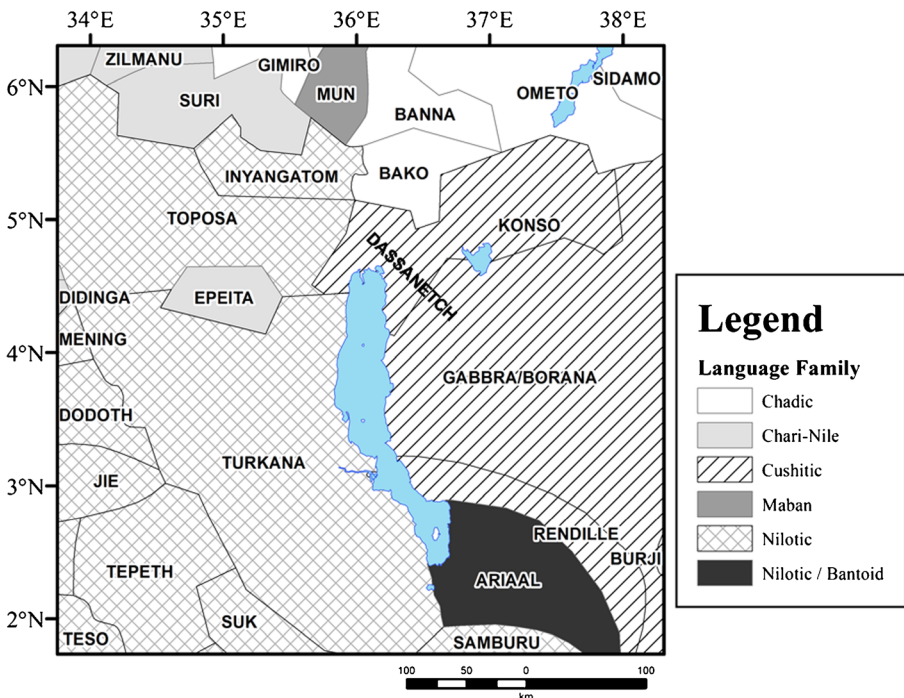 34°E 35°E 36°E 37°E 38°E
ZILMANU
GIMIRO
SIDAMO
6°N
SURI
MUN
OMETO
BANNA
INYANGATOM
BAKO
5°N
TOPOSA
KONSO
DASSANETCH
DIDINGA
EPEITA
MENING
4°N
GABBRA/BORANA
DODOTH
TURKANA
3°N
JIE
RENDILLE
BURJI
TEPETH
ARIAAL
2°N
SUK
TESO
SAMBURU
100 50 0 100
km
Legend
Language Family
Chadic
Chari-Nile
Cushitic
Maban
Nilotic
Nilotic / Bantoid